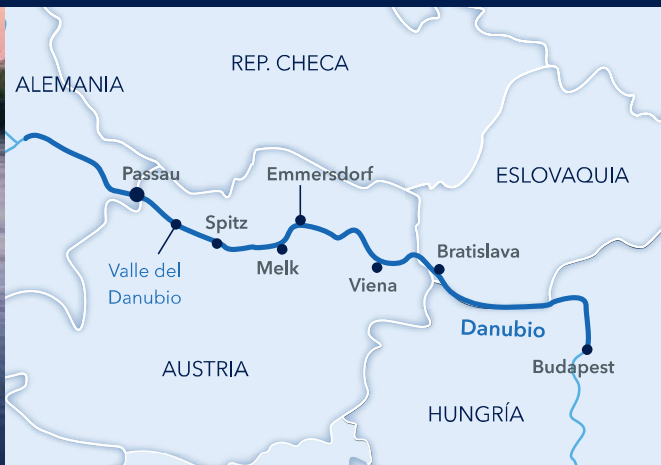 REP. CHECA
ALEMANIA
Passau
Emmersdorf
ESLOVAQUIA
Spitz
Bratislava
Valle del
Danubio
Melk
Viena
Danubio
AUSTRIA
Budapest
HUNGRÍA